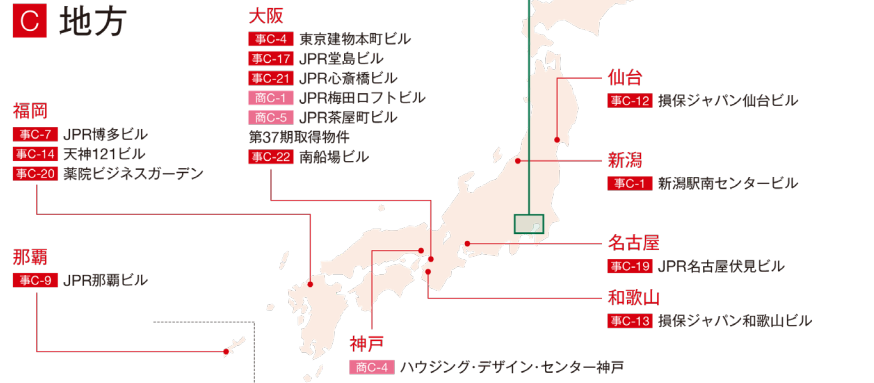 C 地方
大阪
事C-4 東京建物本町ビル
事C-17 JPR堂島ビル
事C-21 JPR心斎橋ビル
商C-1 JPR梅田ロフトビル
商C-5 JPR茶屋町ビル
第37期取得物件
事C-22 南船場ビル
福岡
事C-7 JPR博多ビル
事C-14 天神121ビル
事C-20 薬院ビジネスガーデン
那覇
事C-9 JPR那覇ビル
神戸
商C-4 ハウジング・デザイン・センター神戸
仙台
事C-12 損保ジャパン仙台ビル
新潟
事C-1 新潟駅南センタービル
名古屋
事C-19 JPR名古屋伏見ビル
和歌山
事C-13 損保ジャパン和歌山ビル